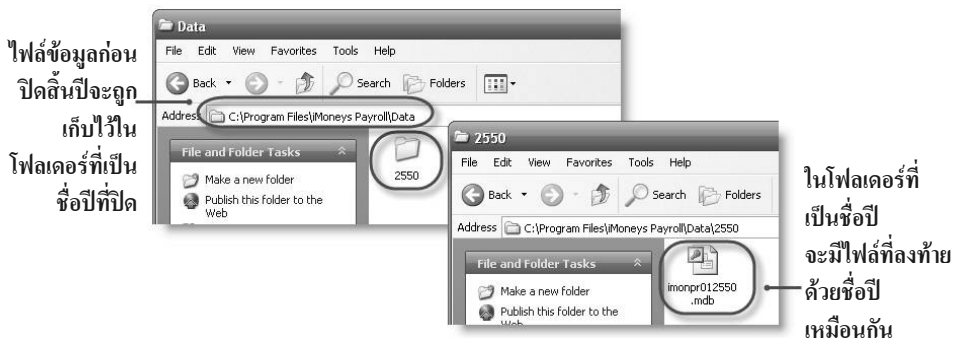 ไฟล์ข้อมูลก่อน
ปิดสิ้นปีจะถูก
เก็บไว้ใน
โฟลเดอร์ที่เป็น
ชื่อปีที่ปิด
Data
File Edit View Favorites Tools Help
Back Search Folders
Address C:\Program Files\iMoneys Payroll\Data
File and Folder Tasks
Make a new folder
Publish this folder to the
Web
2550
2550
File Edit View Favorites Tools Help
Back Search Folders
Address C:\Program Files\iMoneys Payroll\Data\2550
File and Folder Tasks
Make a new folder
Publish this folder to the
Web
imonpr012550
.mdb
ในโฟลเดอร์ที่
เป็นชื่อปี
จะมีไฟล์ที่ลงท้าย
ด้วยชื่อปี
เหมือนกัน